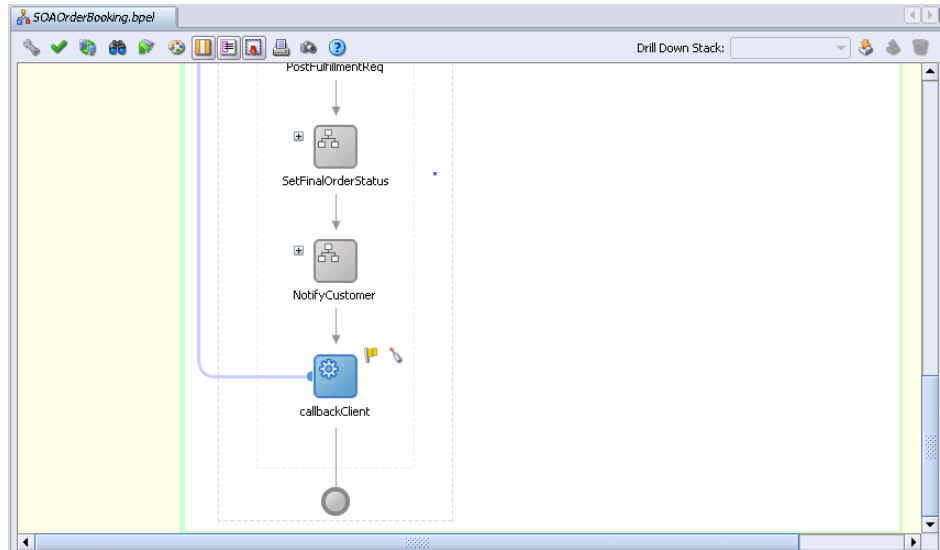 SOAOrderBooking.bpel
Drill Down Stack:
PostFulfillmentReq
SetFinalOrderStatus
NotifyCustomer
callbackClient